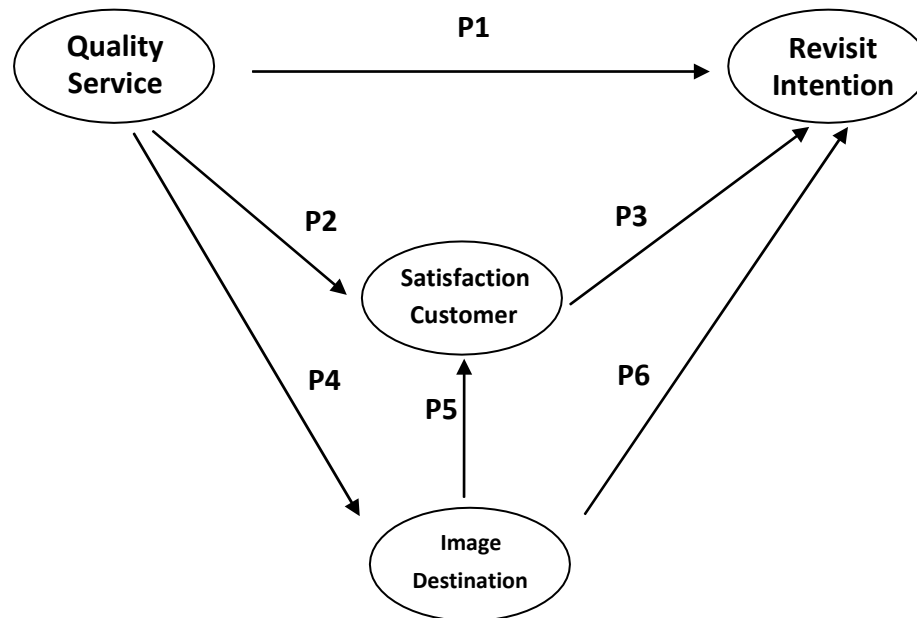 P1
Quality
Service
Revisit
Intention
P2
P3
Satisfaction
Customer
P4
P5
P6
Image
Destination